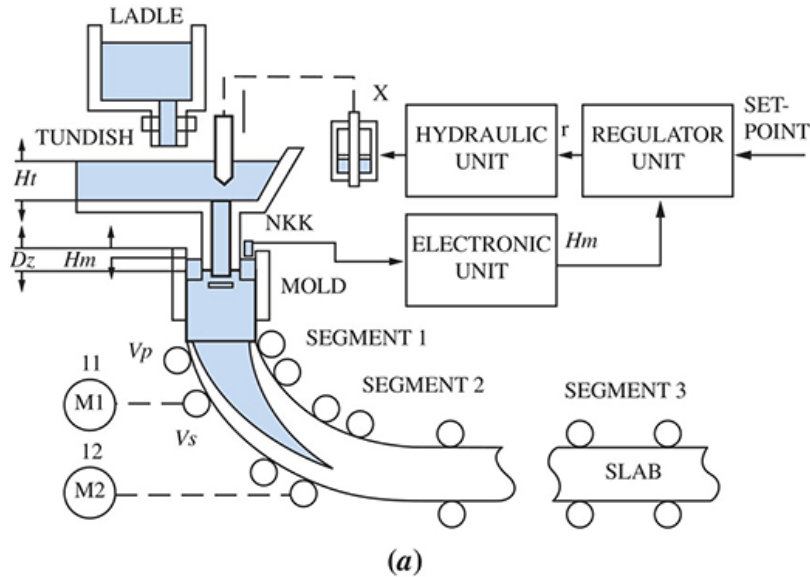 LADLE
TUNDISH
X
HYDRAULIC
UNIT
r
REGULATOR
UNIT
SET-
POINT
Ht
NKK
Dz
Hm
ELECTRONIC
UNIT
Hm
MOLD
SEGMENT 1
Vp
11
M1
SEGMENT 2
SEGMENT 3
Vs
12
M2
SLAB
(a)